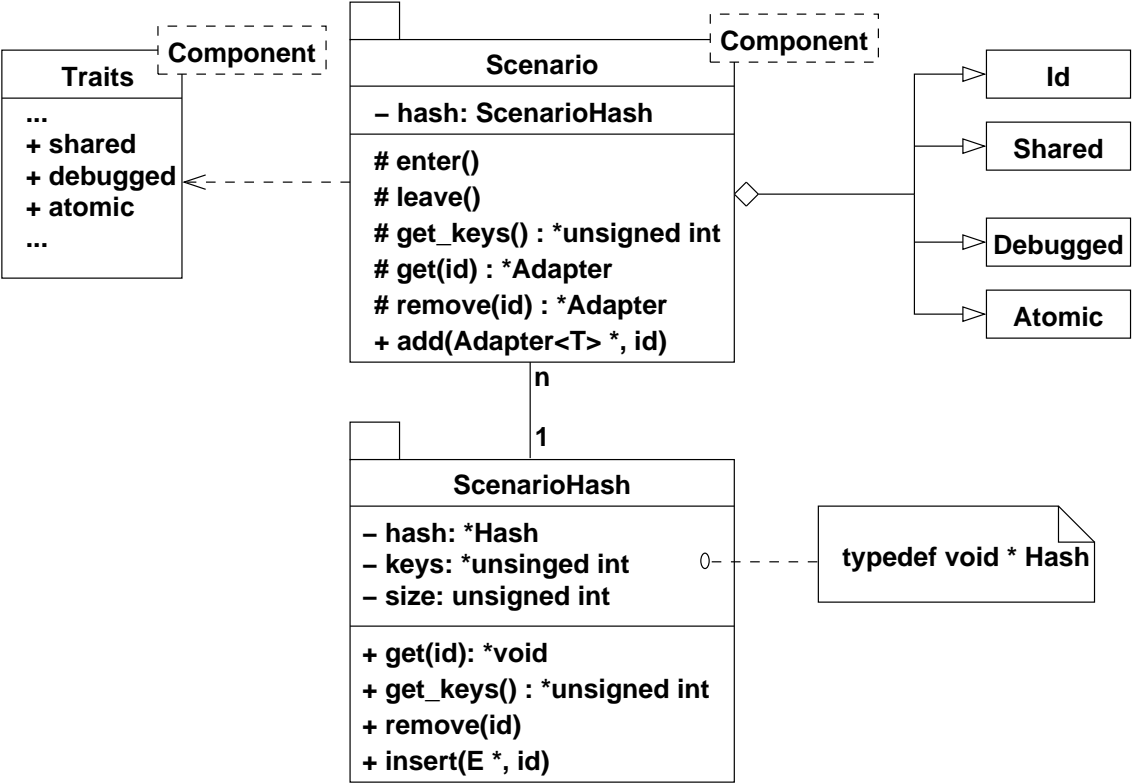 Component
Traits
...
+ shared
+ debugged
+ atomic
...
Component
Scenario
– hash: ScenarioHash
# enter()
# leave()
# get_keys() : *unsigned int
# get(id) : *Adapter
# remove(id) : *Adapter
+ add(Adapter<T> *, id)
Id
Shared
Debugged
Atomic
n
1
ScenarioHash
– hash: *Hash
– keys: *unsinged int
– size: unsigned int
+ get(id): *void
+ get_keys() : *unsigned int
+ remove(id)
+ insert(E *, id)
typedef void * Hash